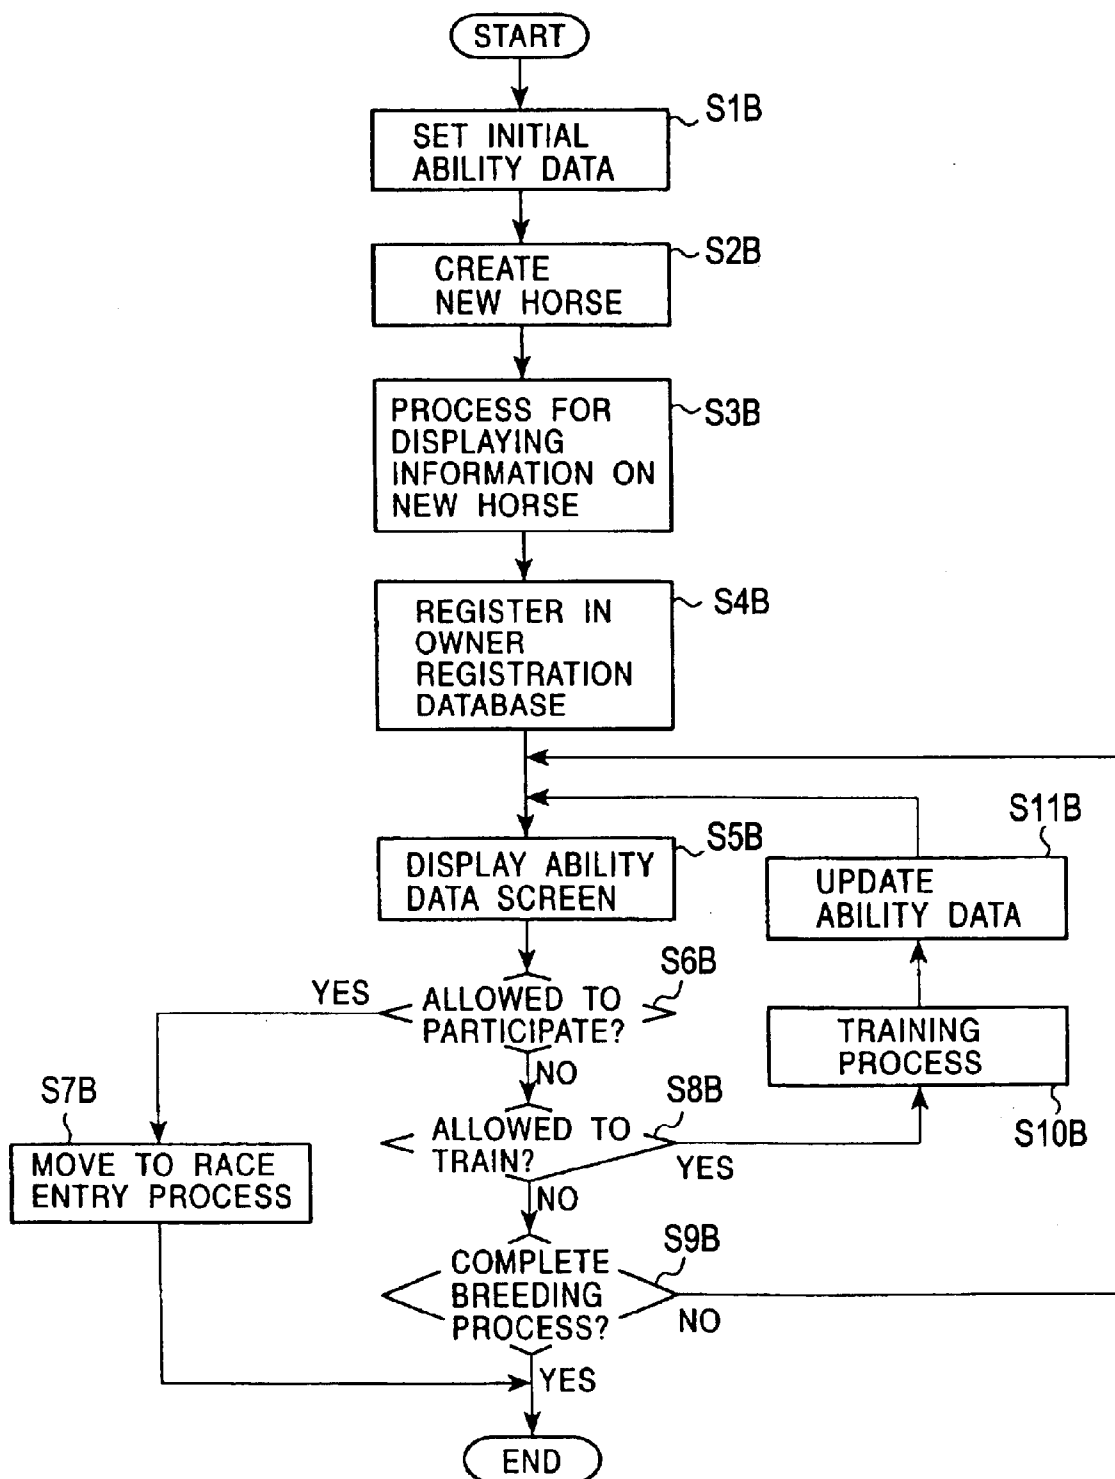 START
S1B
SET INITIAL
ABILITY DATA
S2B
CREATE
NEW HORSE
S3B
PROCESS FOR
DISPLAYING
INFORMATION ON
NEW HORSE
S4B
REGISTER IN
OWNER
REGISTRATION
DATABASE
S5B
DISPLAY ABILITY
DATA SCREEN
S11B
UPDATE
ABILITY DATA
S6B
YES
ALLOWED TO
PARTICIPATE?
NO
TRAINING
PROCESS
S10B
S7B
MOVE TO RACE
ENTRY PROCESS
S8B
ALLOWED TO
TRAIN?
YES
NO
S9B
COMPLETE
BREEDING
PROCESS?
NO
YES
END